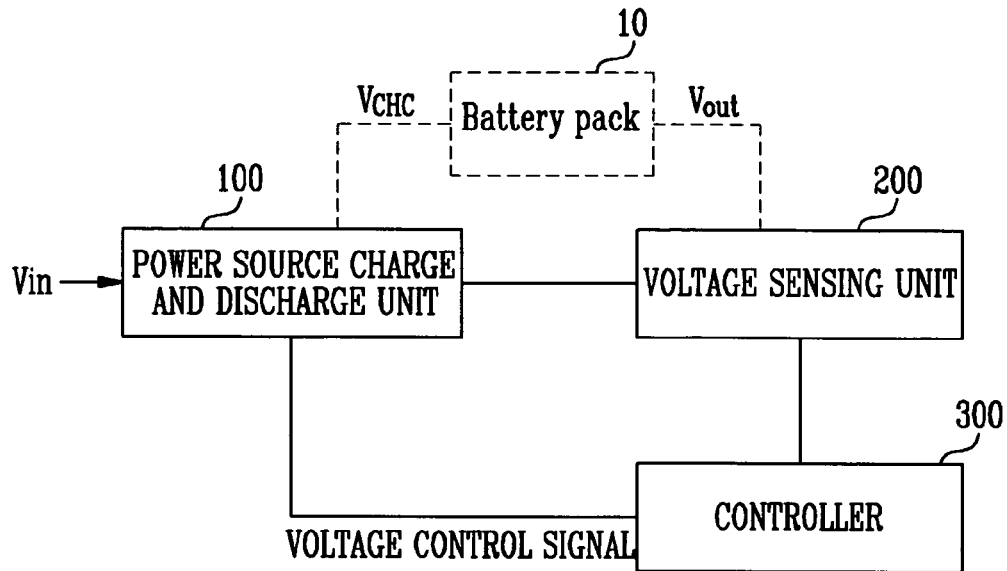 10
V_CHC
Battery pack
Vout
100
200
Vin
POWER SOURCE CHARGE
AND DISCHARGE UNIT
VOLTAGE SENSING UNIT
300
CONTROLLER
VOLTAGE CONTROL SIGNAL